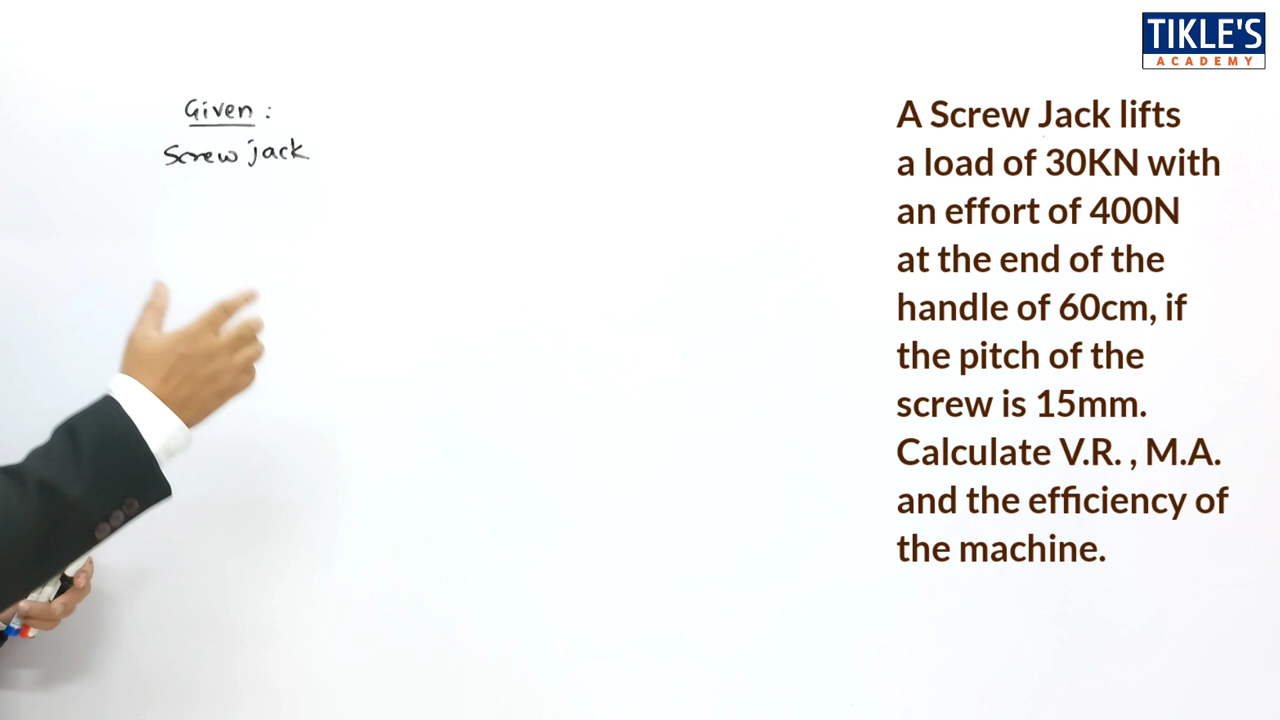 TIKLE'S
ACADEMY
Given :
Screw jack
A Screw Jack lifts
a load of 30KN with
an effort of 400N
at the end of the
handle of 60cm, if
the pitch of the
screw is 15mm.
Calculate V.R. , M.A.
and the efficiency of
the machine.